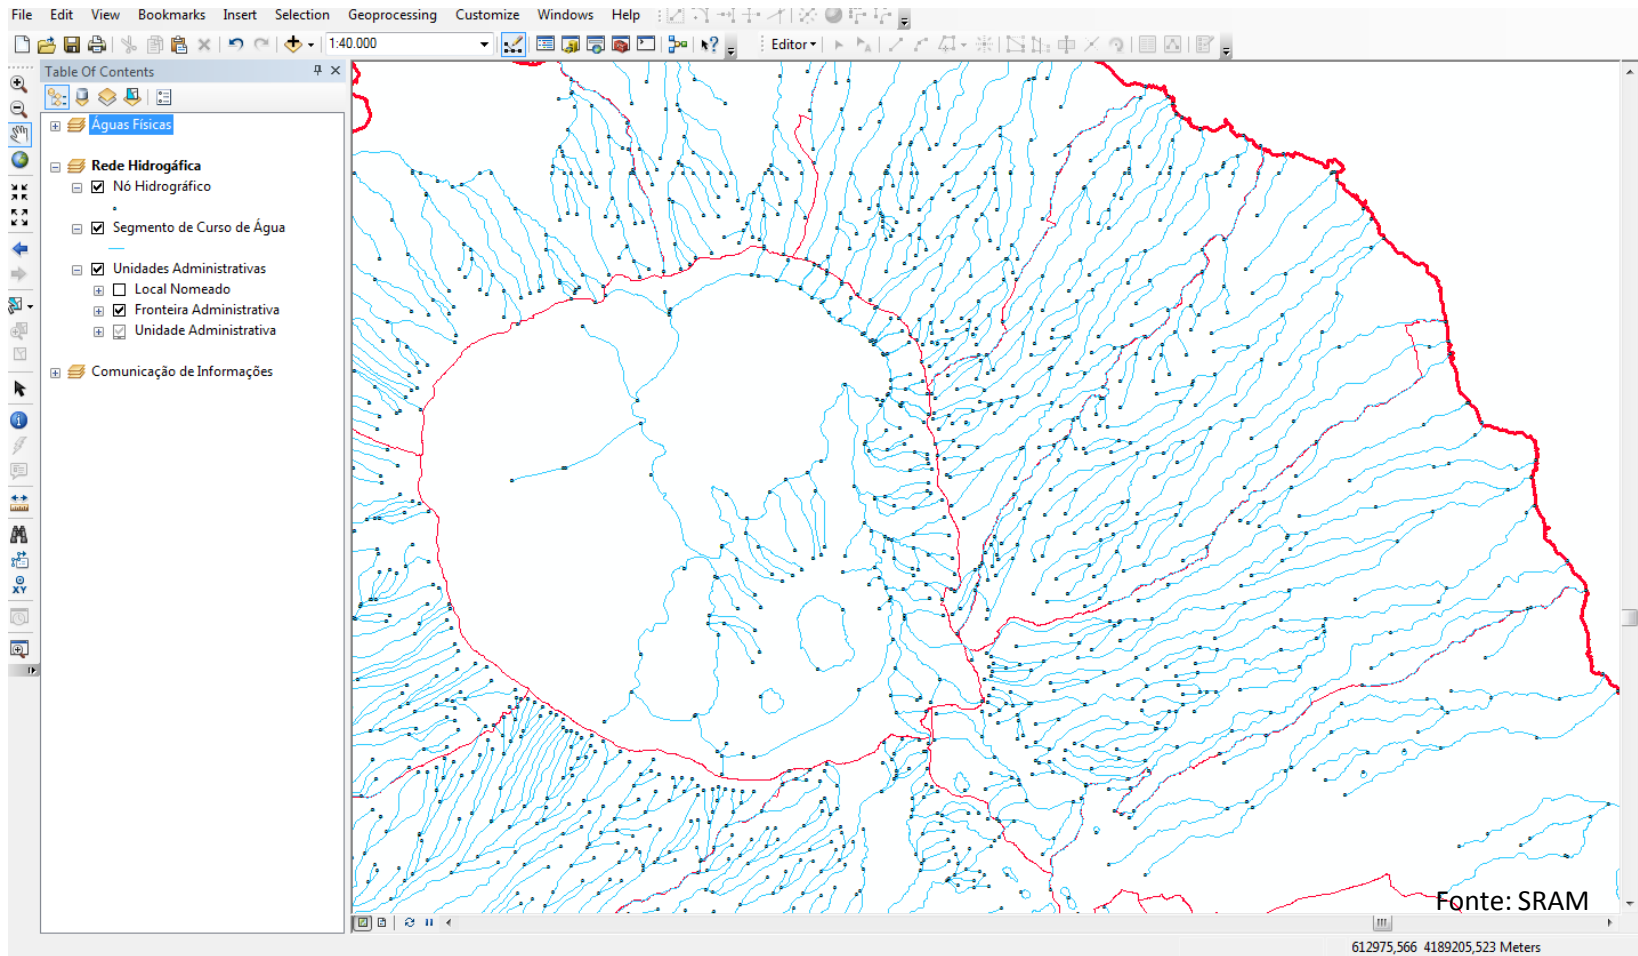 File Edit View Bookmarks Insert Selection Geoprocessing Customize Windows Help
1:40.000
Editor
Table Of Contents
Águas Físicas
Rede Hidrogáfica
Nó Hidrográfico
Segmento de Curso de Água
Unidades Administrativas
Local Nomeado
Fronteira Administrativa
Unidade Administrativa
Comunicação de Informações
XY
Fonte: SRAM
612975,566 4189205,523 Meters